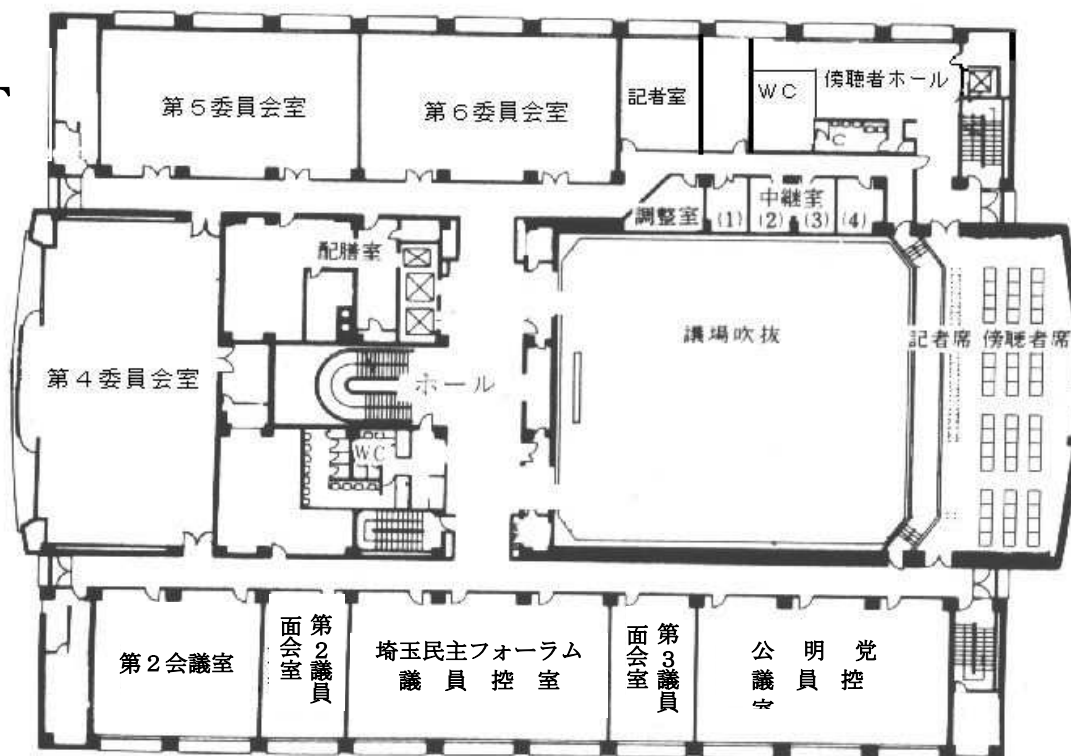 第５委員会室
第６委員会室
記者室
ＷＣ
傍聴者ホール
調整室
中継室
(1)
(2)
(3)
(4)
配膳室
議場吹抜
記者席
傍聴者席
第４委員会室
ホール
WC
第２会議室
第２議員
面会室
埼玉民主フォーラム
議員控室
第３議員
面会室
公明党
議員控
室